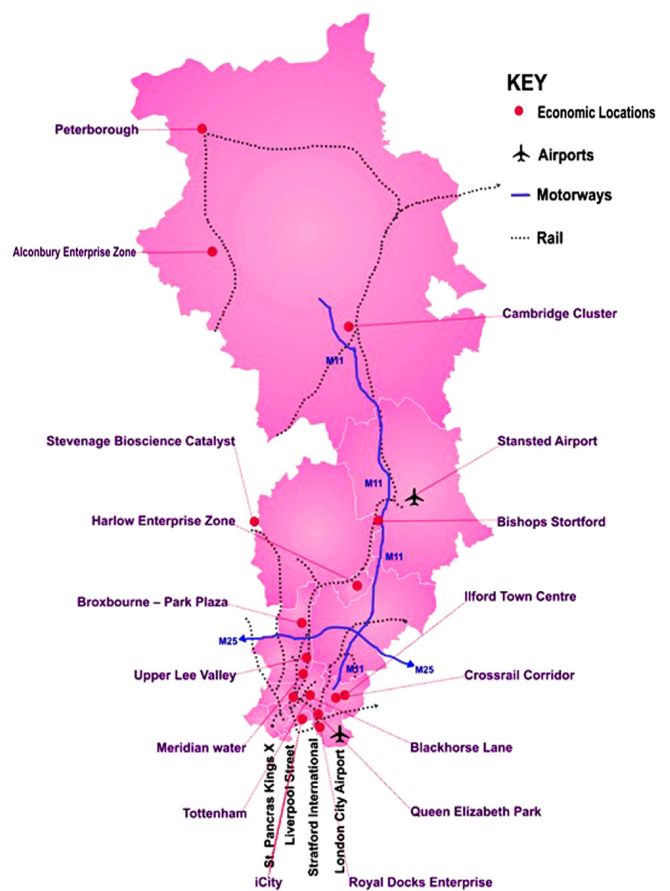 KEY
Economic Locations
Airports
Motorways
Rail
Peterborough
Alconbury Enterprise Zone
Cambridge Cluster
M11
Stevenage Bioscience Catalyst
Stansted Airport
M11
Harlow Enterprise Zone
Bishops Stortford
M11
Ilford Town Centre
Broxbourne – Park Plaza
M25
M25
M11
Upper Lee Valley
Crossrail Corridor
Meridian water
Blackhorse Lane
St. Pancras Kings X
Liverpool Street
Stratford International
London City Airport
Tottenham
Queen Elizabeth Park
iCity
Royal Docks Enterprise